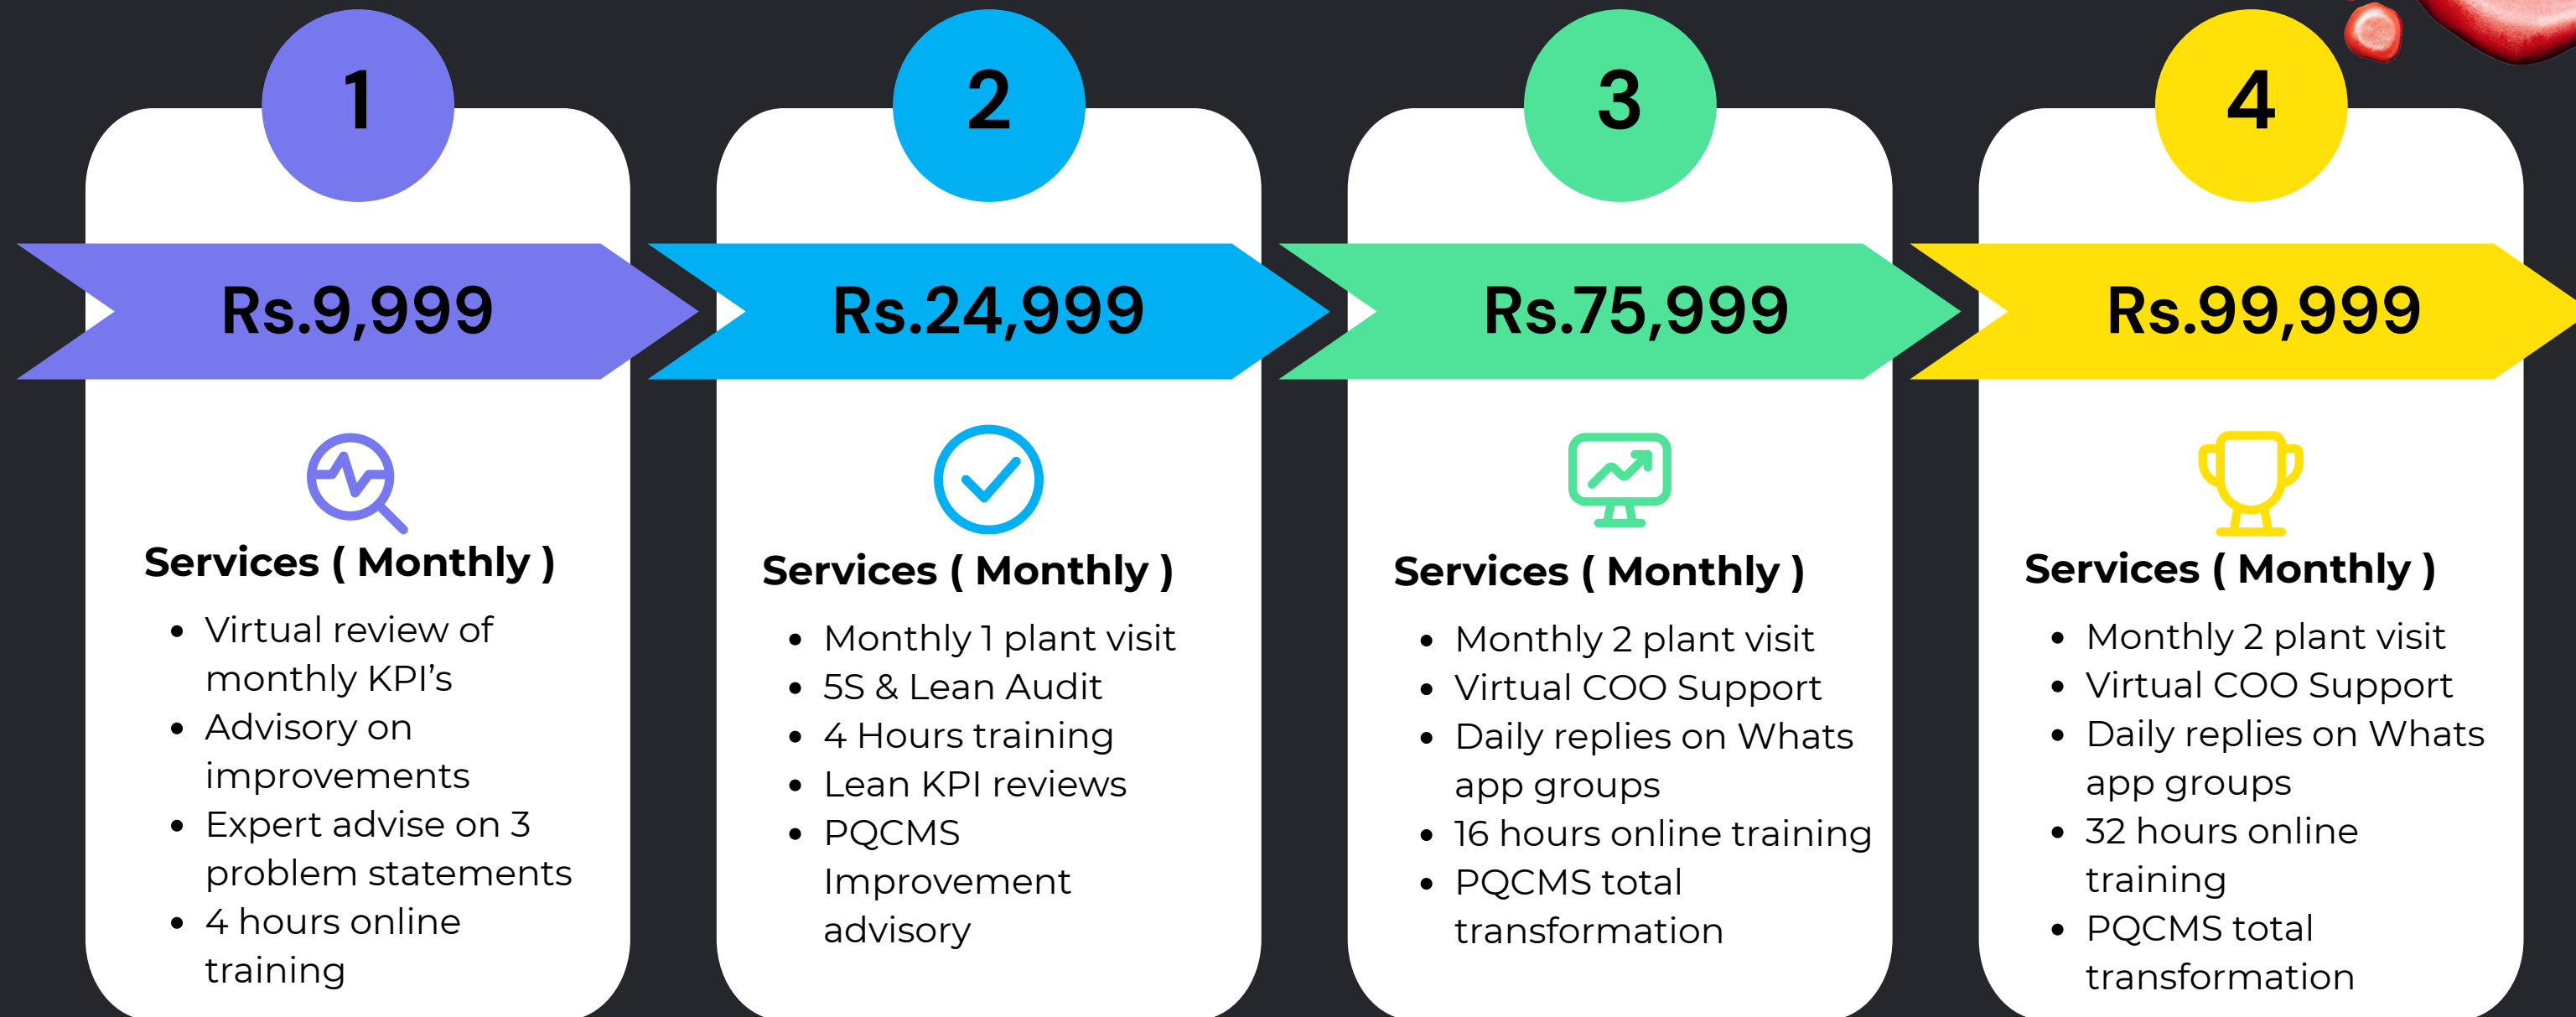 1
Rs.9,999
Services ( Monthly )
Virtual review of
monthly KPI’s
Advisory on
improvements
Expert advise on 3
problem statements
4 hours online
training
2
Rs.24,999
Services ( Monthly )
Monthly 1 plant visit
5S & Lean Audit
4 Hours training
Lean KPI reviews
PQCMS
Improvement
advisory
3
Rs.75,999
Services ( Monthly )
Monthly 2 plant visit
Virtual COO Support
Daily replies on Whats
app groups
16 hours online training
PQCMS total
transformation
4
Rs.99,999
Services ( Monthly )
Monthly 2 plant visit
Virtual COO Support
Daily replies on Whats
app groups
32 hours online
training
PQCMS total
transformation